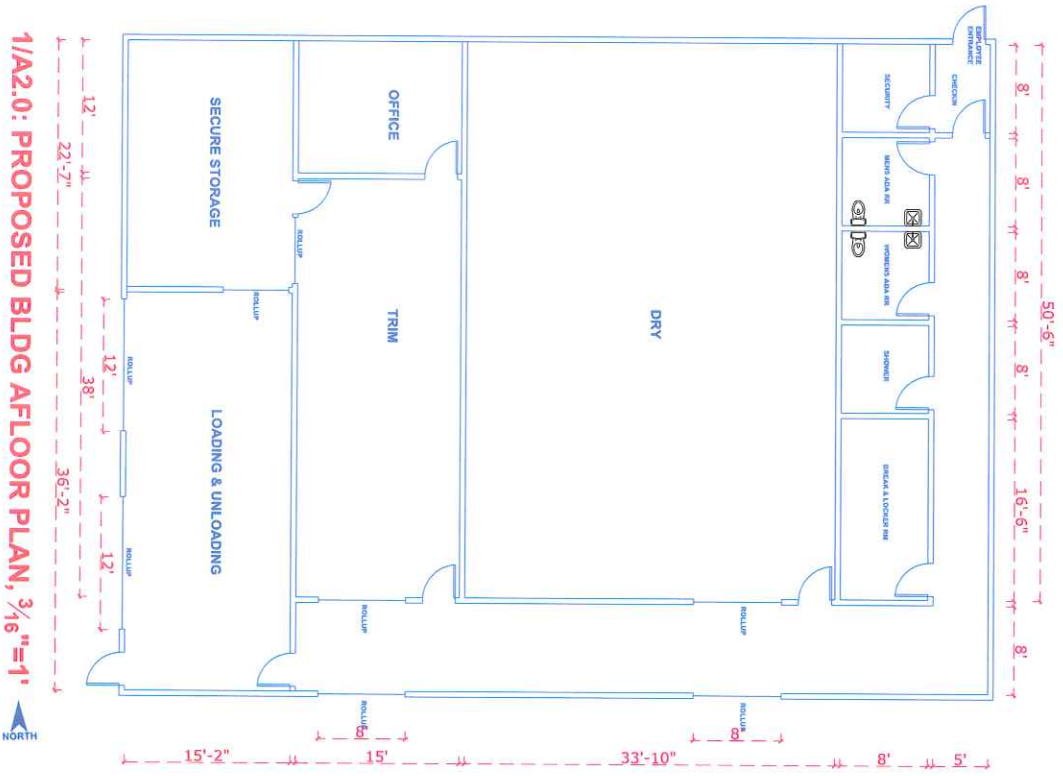 EMPLOYEE
ENTRANCE
CHECKIN
SECURITY
MENS ADA RR
WOMENS ADA RR
SHOWER
BREAK & LOCKER RM
50'-6"
8'
8'
8'
8'
16'-6"
8'
DRY
OFFICE
TRIM
SECURE STORAGE
LOADING & UNLOADING
ROLLUP
ROLLUP
ROLLUP
ROLLUP
ROLLUP
ROLLUP
ROLLUP
ROLLUP
12'
38'
22'-7"
36'-2"
12'
12'
8'
8'
15'-2"
15'
33'-10"
8'
5'
1/A2.0: PROPOSED BLDG AFLOOR PLAN, 3/16"=1'
NORTH